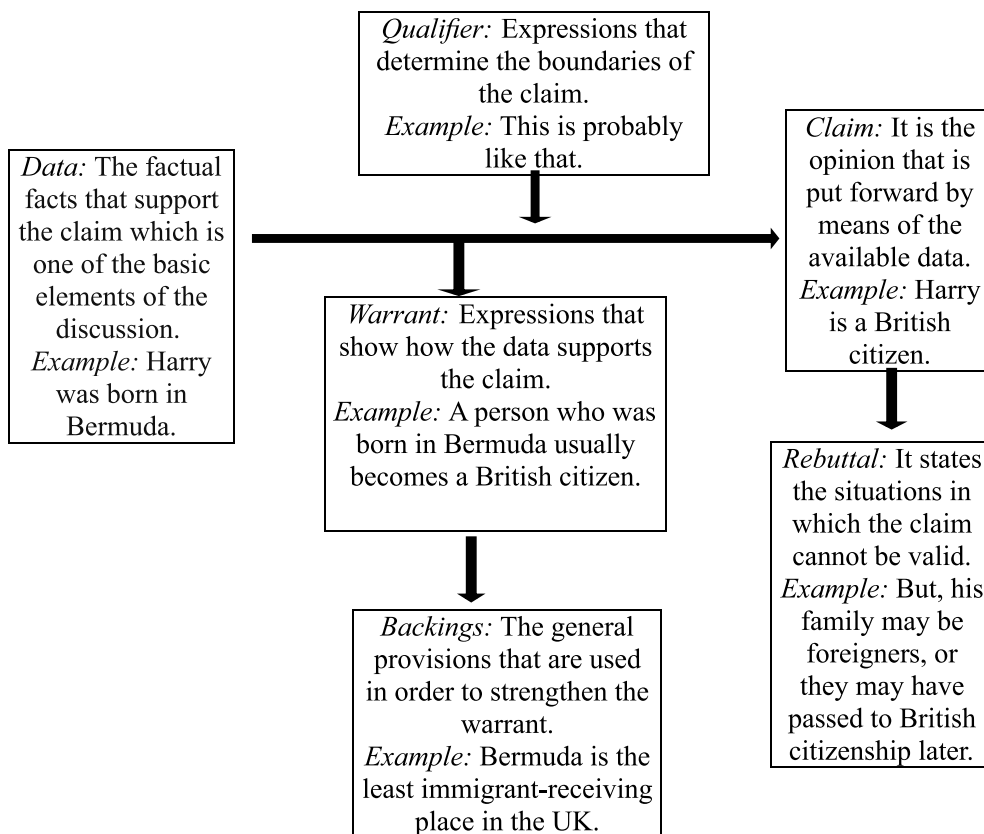 Qualifier: Expressions that
determine the boundaries of
the claim.
Example: This is probably
like that.
Data: The factual
facts that support
the claim which is
one of the basic
elements of the
discussion.
Example: Harry
was born in
Bermuda.
Claim: It is the
opinion that is
put forward by
means of the
available data.
Example: Harry
is a British
citizen.
Warrant: Expressions that
show how the data supports
the claim.
Example: A person who was
born in Bermuda usually
becomes a British citizen.
Rebuttal: It states
the situations in
which the claim
cannot be valid.
Example: But, his
family may be
foreigners, or
they may have
passed to British
citizenship later.
Backings: The general
provisions that are used
in order to strengthen the
warrant.
Example: Bermuda is the
least immigrant-receiving
place in the UK.